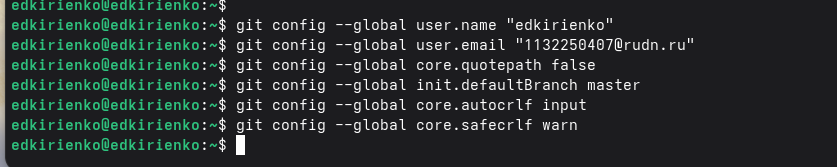 edkirienko@edkirienko:~$
edkirienko@edkirienko:~$ git config --global user.name "edkirienko"
edkirienko@edkirienko:~$ git config --global user.email "1132250407@rudn.ru"
edkirienko@edkirienko:~$ git config --global core.quotepath false
edkirienko@edkirienko:~$ git config --global init.defaultBranch master
edkirienko@edkirienko:~$ git config --global core.autocrlf input
edkirienko@edkirienko:~$ git config --global core.safecrlf warn
edkirienko@edkirienko:~$